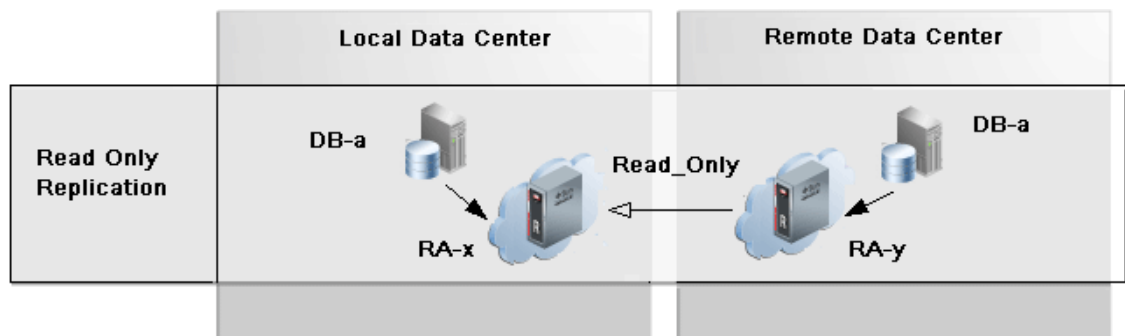 Local Data Center
Remote Data Center
Read Only
Replication
DB-a
DB-a
Read_Only
RA-x
RA-y